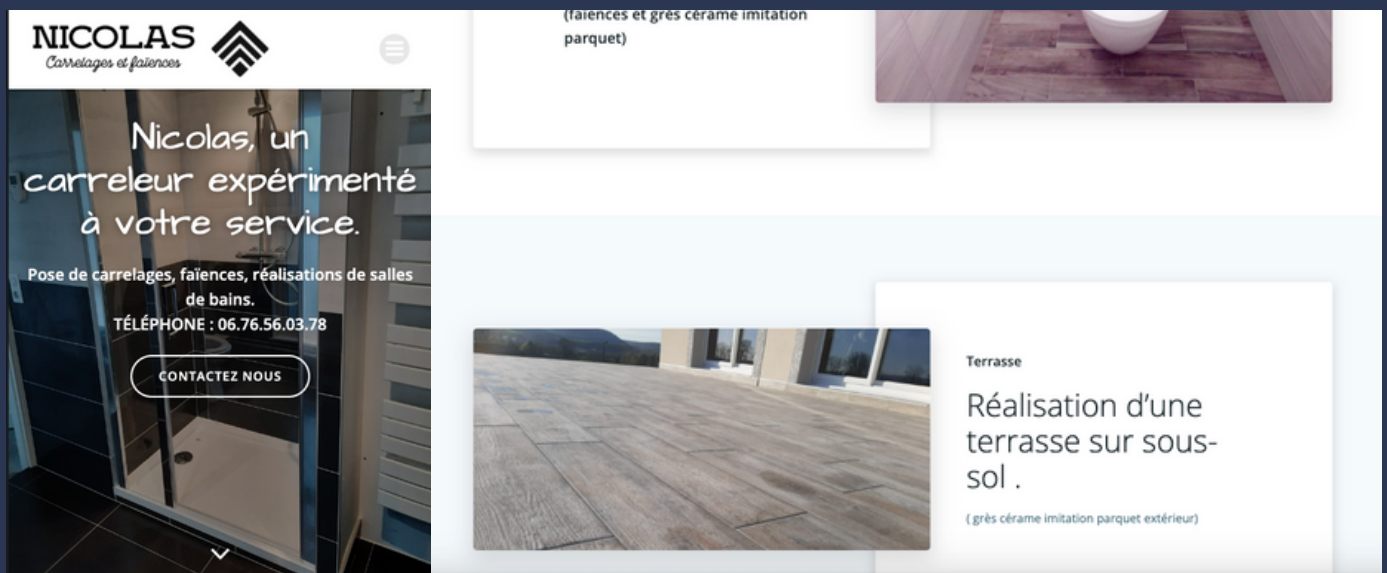 NICOLAS
Carrelages et faïences
Nicolas, un
carreleur expérimenté
à votre service.
Pose de carrelages, faïences, réalisations de salles
de bains.
TÉLÉPHONE : 06.76.56.03.78
CONTACTEZ NOUS
(faïences et grès cérame imitation
parquet)
Terrasse
Réalisation d’une
terrasse sur sous-
sol .
( grès cérame imitation parquet extérieur)